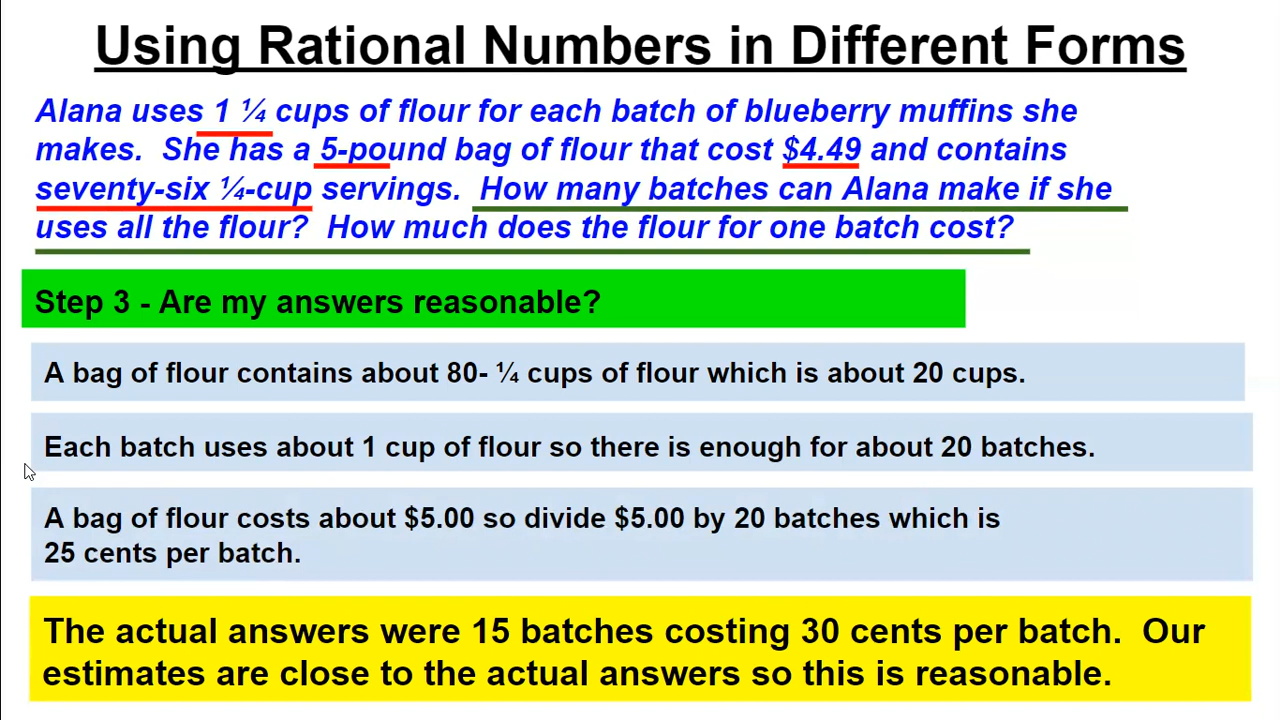 Using Rational Numbers in Different Forms
Alana uses 1 ¼ cups of flour for each batch of blueberry muffins she
makes.  She has a 5-pound bag of flour that cost $4.49 and contains
seventy-six ¼-cup servings.  How many batches can Alana make if she
uses all the flour?  How much does the flour for one batch cost?
Step 3 - Are my answers reasonable?
A bag of flour contains about 80- ¼ cups of flour which is about 20 cups.
Each batch uses about 1 cup of flour so there is enough for about 20 batches.
A bag of flour costs about $5.00 so divide $5.00 by 20 batches which is
25 cents per batch.
The actual answers were 15 batches costing 30 cents per batch.  Our
estimates are close to the actual answers so this is reasonable.